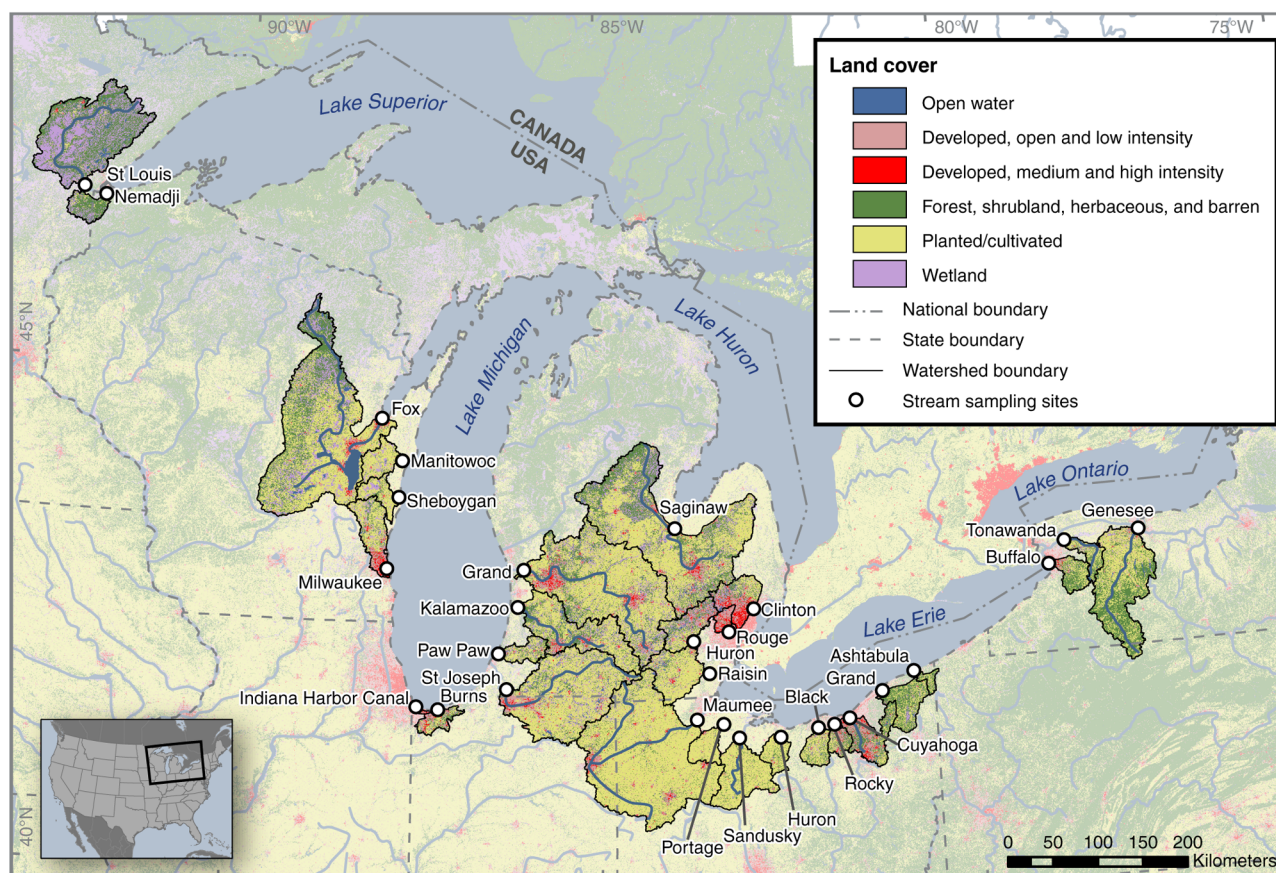 90°W
85°W
80°W
75°W
45°N
40°N
Lake Superior
CANADA
USA
Lake Michigan
Lake Huron
Lake Ontario
Lake Erie
St Louis
Nemadji
Fox
Manitowoc
Sheboygan
Milwaukee
Saginaw
Grand
Kalamazoo
Paw Paw
St Joseph
Indiana Harbor Canal
Burns
Clinton
Rouge
Huron
Raisin
Maumee
Portage
Sandusky
Huron
Black
Rocky
Cuyahoga
Grand
Ashtabula
Tonawanda
Buffalo
Genesee
Land cover
Open water
Developed, open and low intensity
Developed, medium and high intensity
Forest, shrubland, herbaceous, and barren
Planted/cultivated
Wetland
National boundary
State boundary
Watershed boundary
Stream sampling sites
0 50 100 150 200
Kilometers